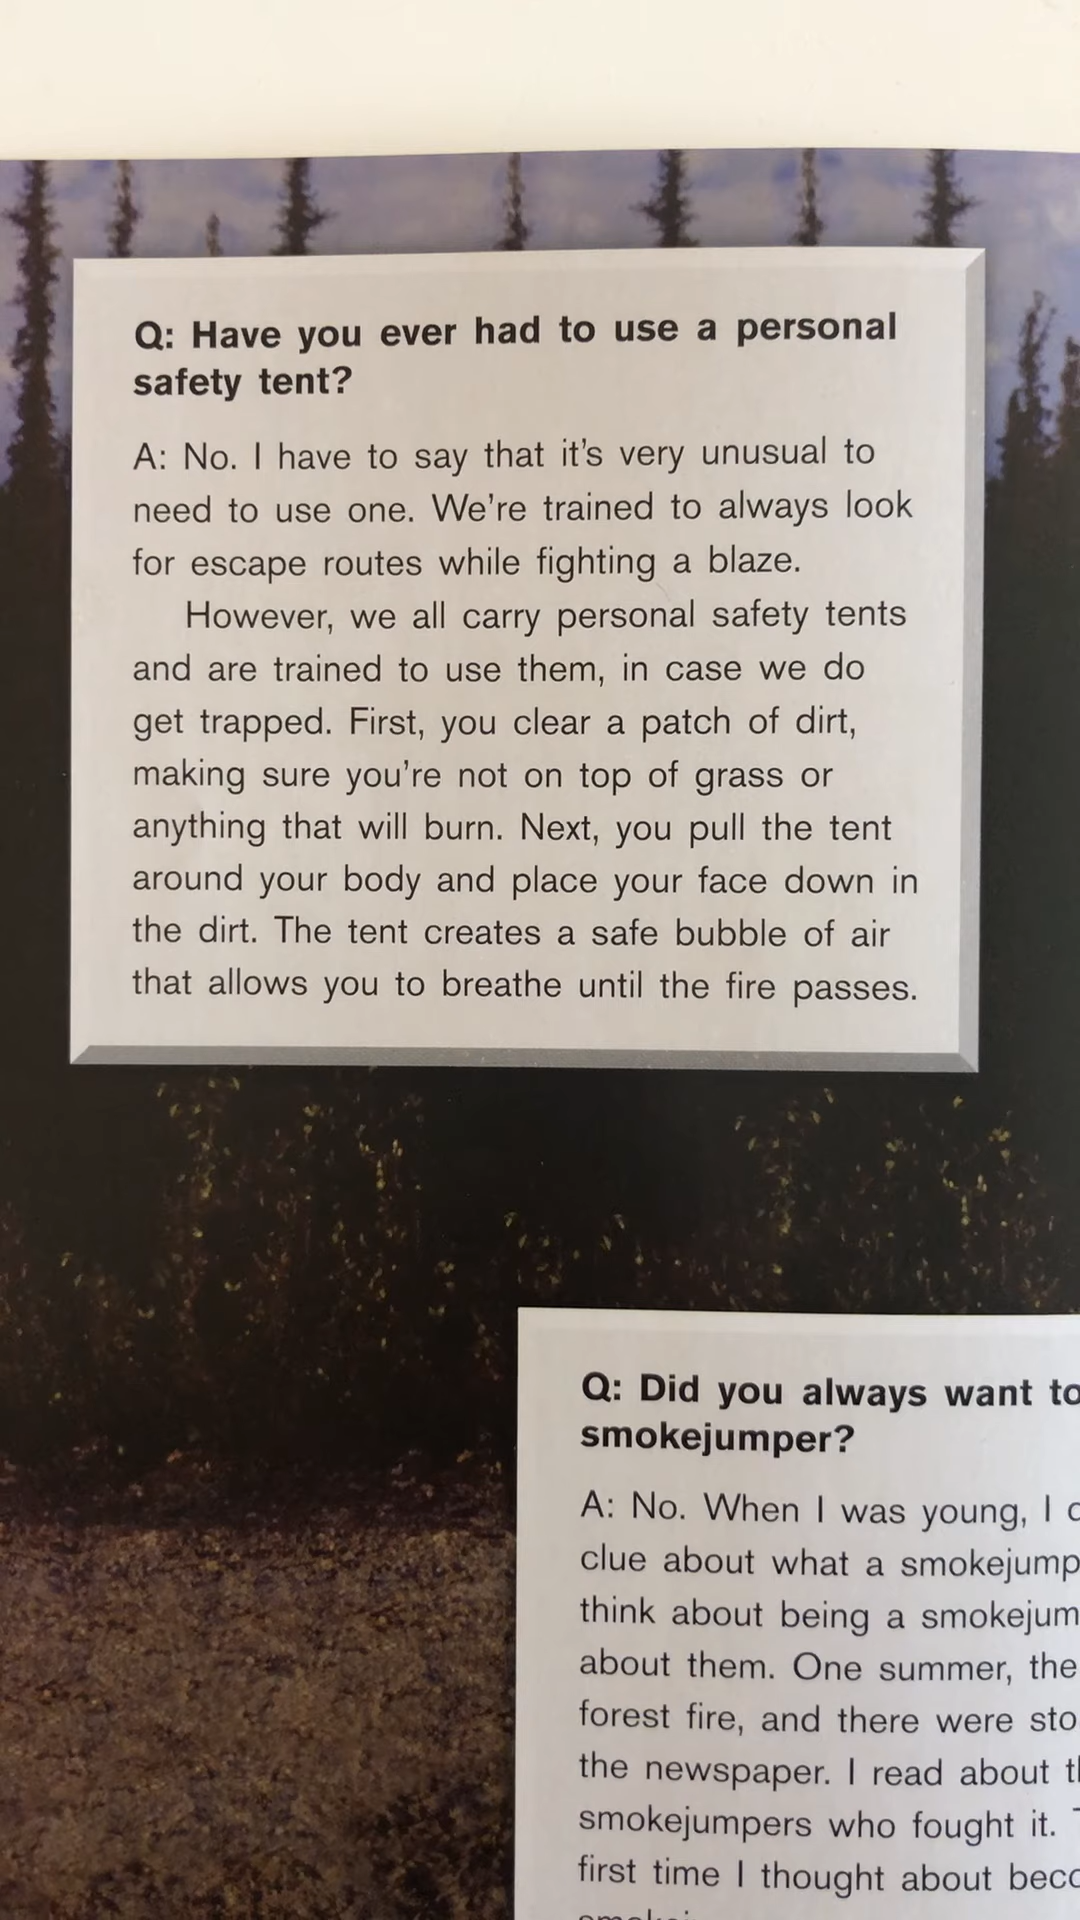 Q: Have you ever had to use a personal
safety tent?
A: No. I have to say that it's very unusual to
need to use one. We're trained to always look
for escape routes while fighting a blaze.
However, we all carry personal safety tents
and are trained to use them, in case we do
get trapped. First, you clear a patch of dirt,
making sure you're not on top of grass or
anything that will burn. Next, you pull the tent
around your body and place your face down in
the dirt. The tent creates a safe bubble of air
that allows you to breathe until the fire passes.
Q: Did you always want to
smokejumper?
A: No. When I was young, I
clue about what a
think about being a
about them. One summer, the
forest fire, and there were
the newspaper. I read about
smokejumpers who fought it.
first time I thought about